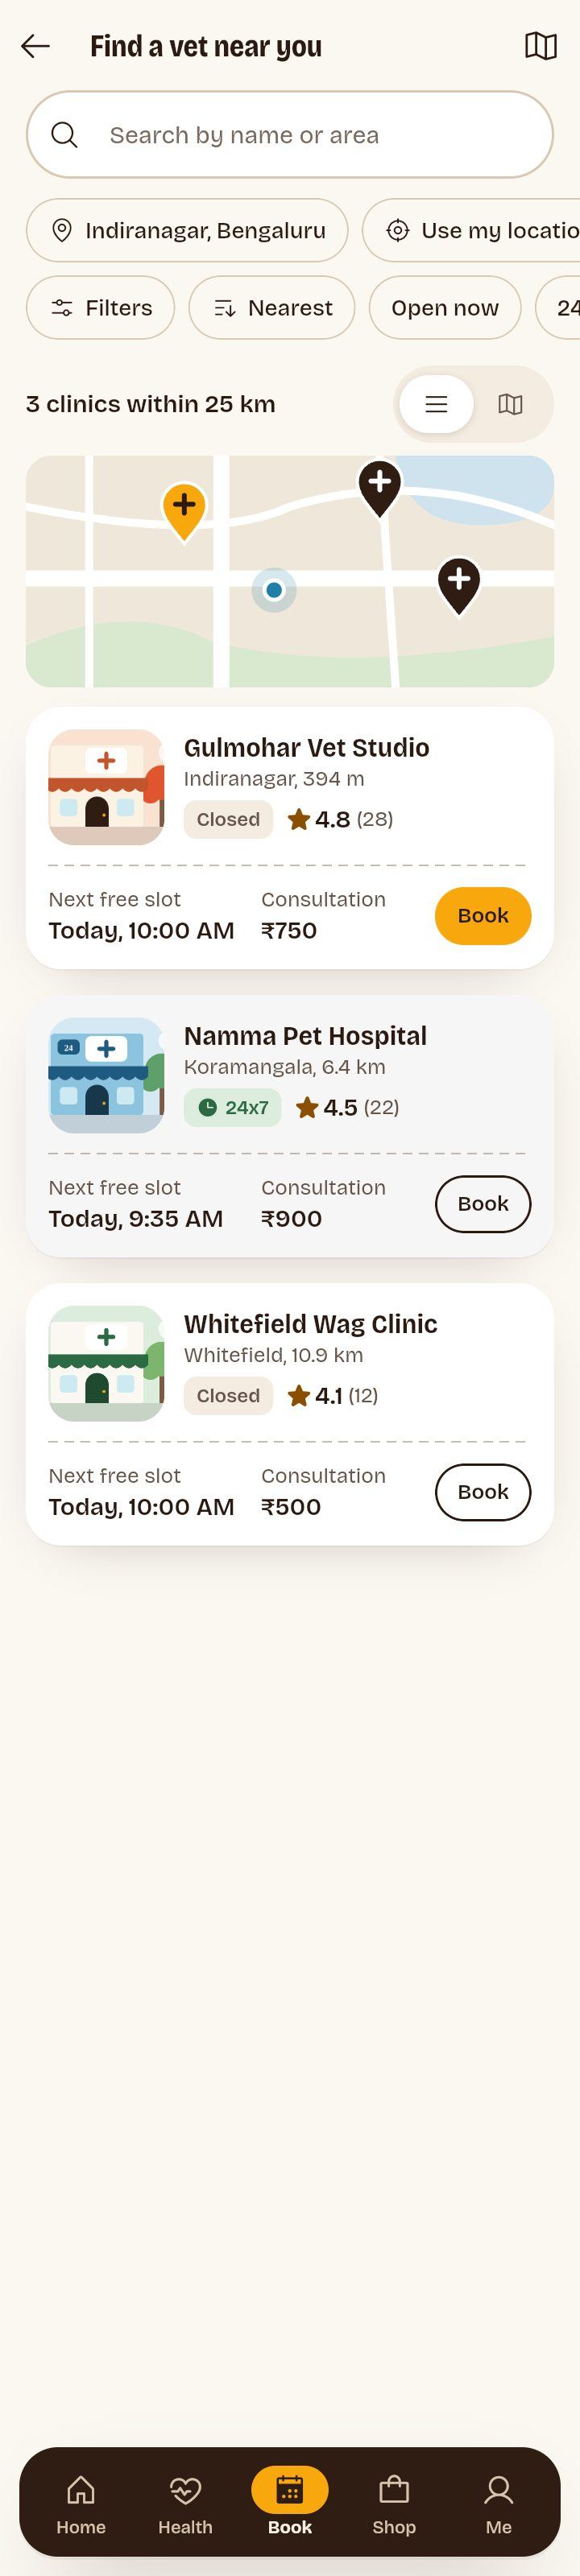 Find a vet near you
Search by name or area
Indiranagar, Bengaluru
Use my locatio
Filters
Nearest
Open now
24
3 clinics within 25 km
Gulmohar Vet Studio
Indiranagar, 394 m
Closed 4.8 (28)
Next free slot Consultation
Today, 10:00 AM ₹750
Book
24
Namma Pet Hospital
Koramangala, 6.4 km
24x7 4.5 (22)
Next free slot Consultation
Today, 9:35 AM ₹900
Book
Whitefield Wag Clinic
Whitefield, 10.9 km
Closed 4.1 (12)
Next free slot Consultation
Today, 10:00 AM ₹500
Book
Home Health Book Shop Me